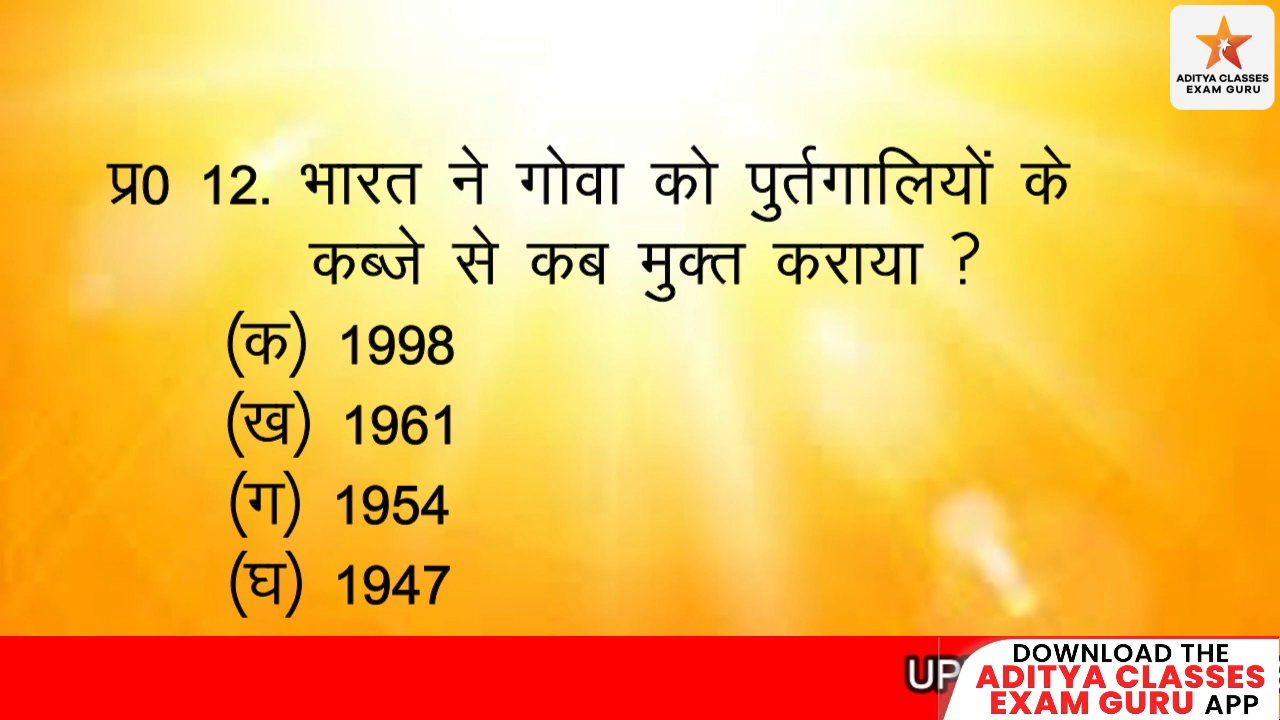 ADITYA CLASSES
EXAM GURU
प्र0 12. भारत ने गोवा को पुर्तगालियों के
कब्जे से कब मुक्त कराया ?
(क) 1998
(ख) 1961
(ग) 1954
(घ) 1947
UP
DOWNLOAD THE
ADITYA CLASSES
EXAM GURU APP